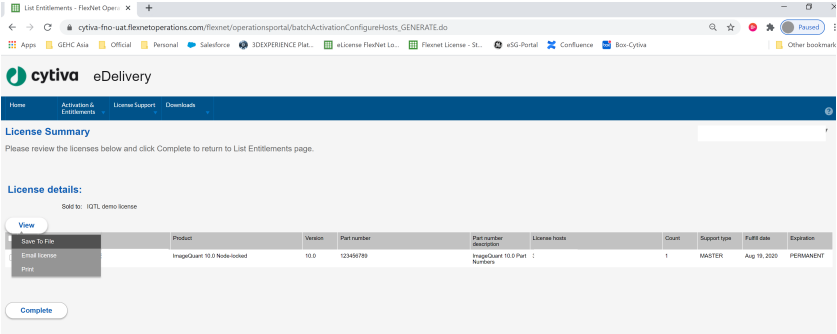 List Entitlements - FlexNet Oper
cytiva-fno-uat.flexnetoperations.com/flexnet/operationsportal/batchActivationConfigureHosts_GENERATE.do
Paused
Apps GEHC Asia Official Personal Salesforce 3DEXPERIENCE Plat... eLicense FlexNet Lo... Flexnet License - St... eSG-Portal Confluence Box-Cytiva Other bookmark
cytiva eDelivery
Home Activation & Entitlements License Support Downloads
License Summary
Please review the licenses below and click Complete to return to List Entitlements page.
License details:
Sold to: IQTL demo license
View
Save To File
Email license
Print
Product Version Part number Part number description License hosts Count Support type Fulfill date Expiration
ImageQuant 10.0 Node-locked 10.0 123456789 ImageQuant 10.0 Part Numbers 1 MASTER Aug 19, 2020 PERMANENT
Complete